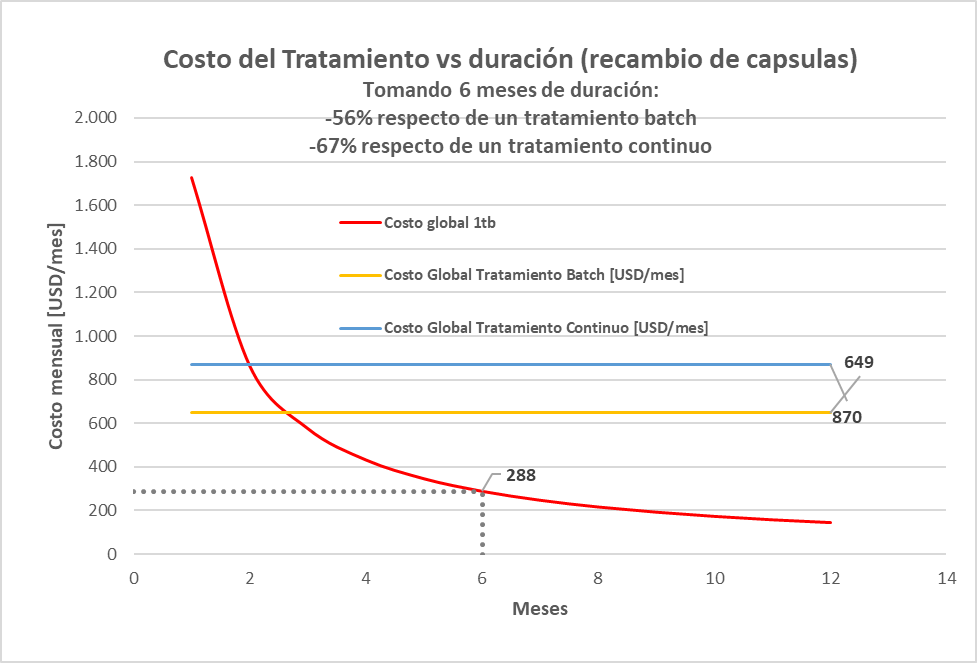 Costo del Tratamiento vs duración (recambio de capsulas)
Tomando 6 meses de duración:
-56% respecto de un tratamiento batch
-67% respecto de un tratamiento continuo
2.000
1.800
1.600
1.400
1.200
1.000
800
600
400
200
0
Costo mensual [USD/mes]
Costo global 1tb
Costo Global Tratamiento Batch [USD/mes]
Costo Global Tratamiento Continuo [USD/mes]
649
870
288
0
2
4
6
8
10
12
14
Meses